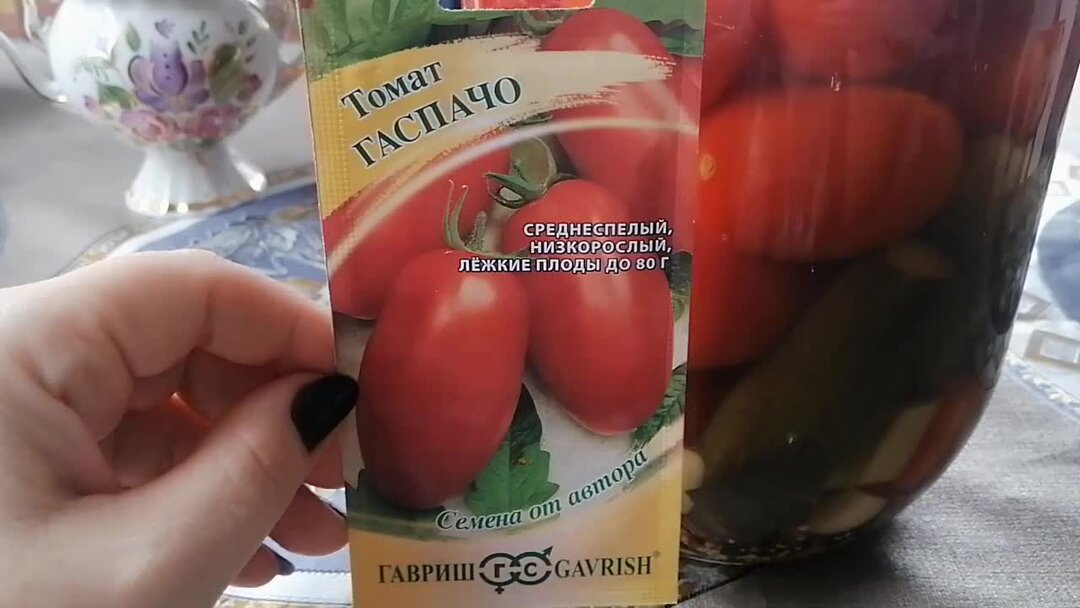 Томат
ГАСПАЧО
СРЕДНЕСПЕЛЫЙ,
НИЗКОРОСЛЫЙ,
ЛЁЖКИЕ ПЛОДЫ ДО 80 Г
Семена от автора
ГАВРИШ Г С GAVRISH®